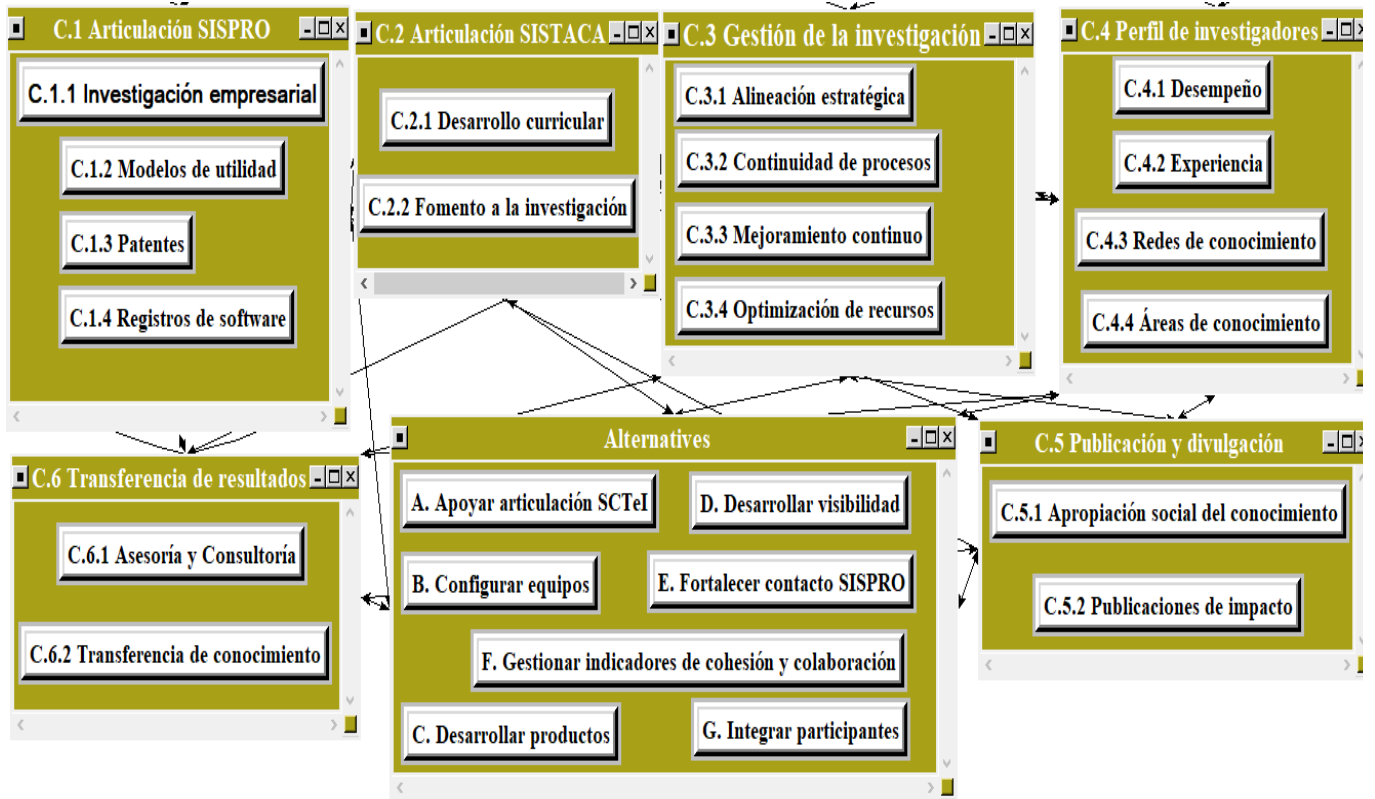 C.1 Articulación SISPRO
C.1.1 Investigación empresarial
C.1.2 Modelos de utilidad
C.1.3 Patentes
C.1.4 Registros de software
C.2 Articulación SISTACA
C.2.1 Desarrollo curricular
C.2.2 Fomento a la investigación
C.3 Gestión de la investigación
C.3.1 Alineación estratégica
C.3.2 Continuidad de procesos
C.3.3 Mejoramiento continuo
C.3.4 Optimización de recursos
C.4 Perfil de investigadores
C.4.1 Desempeño
C.4.2 Experiencia
C.4.3 Redes de conocimiento
C.4.4 Áreas de conocimiento
C.6 Transferencia de resultados
C.6.1 Asesoría y Consultoría
C.6.2 Transferencia de conocimiento
Alternatives
A. Apoyar articulación SCTeI
D. Desarrollar visibilidad
B. Configurar equipos
E. Fortalecer contacto SISPRO
F. Gestionar indicadores de cohesión y colaboración
C. Desarrollar productos
G. Integrar participantes
C.5 Publicación y divulgación
C.5.1 Apropiación social del conocimiento
C.5.2 Publicaciones de impacto